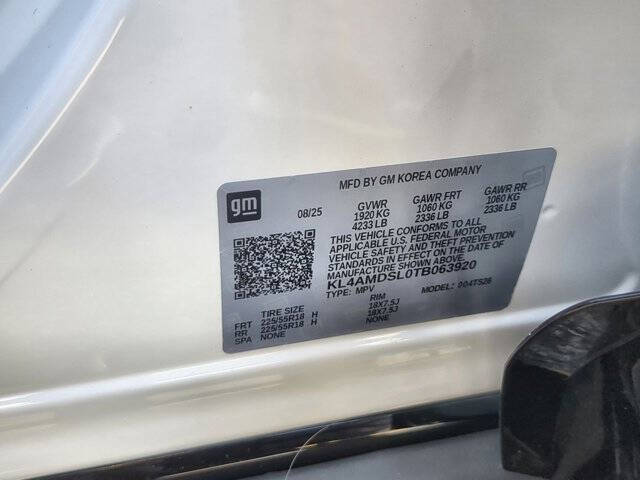 MFD BY GM KOREA COMPANY
gm
08/25 GVWR GAWR FRT GAWR RR
1920 KG 1060 KG 1060 KG
4233 LB 2336 LB 2336 LB
THIS VEHICLE CONFORMS TO ALL
APPLICABLE U.S. FEDERAL MOTOR
VEHICLE SAFETY AND THEFT PREVENTION
STANDARDS IN EFFECT ON THE DATE OF
MANUFACTURE SHOWN ABOVE.
KL4AMDSL0TB063920
TYPE: MPV MODEL: 004TS26
TIRE SIZE RIM
FRT 225/55R18 H 18X7.5J
RR 225/55R18 H 18X7.5J
SPA NONE NONE